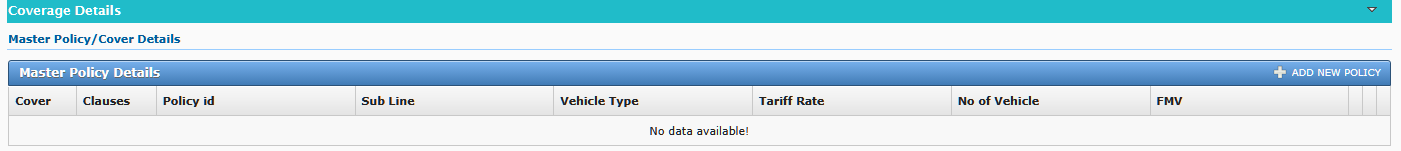 Coverage Details
Master Policy/Cover Details
Master Policy Details ADD NEW POLICY
Cover Clauses Policy id Sub Line Vehicle Type Tariff Rate No of Vehicle FMV
No data available!